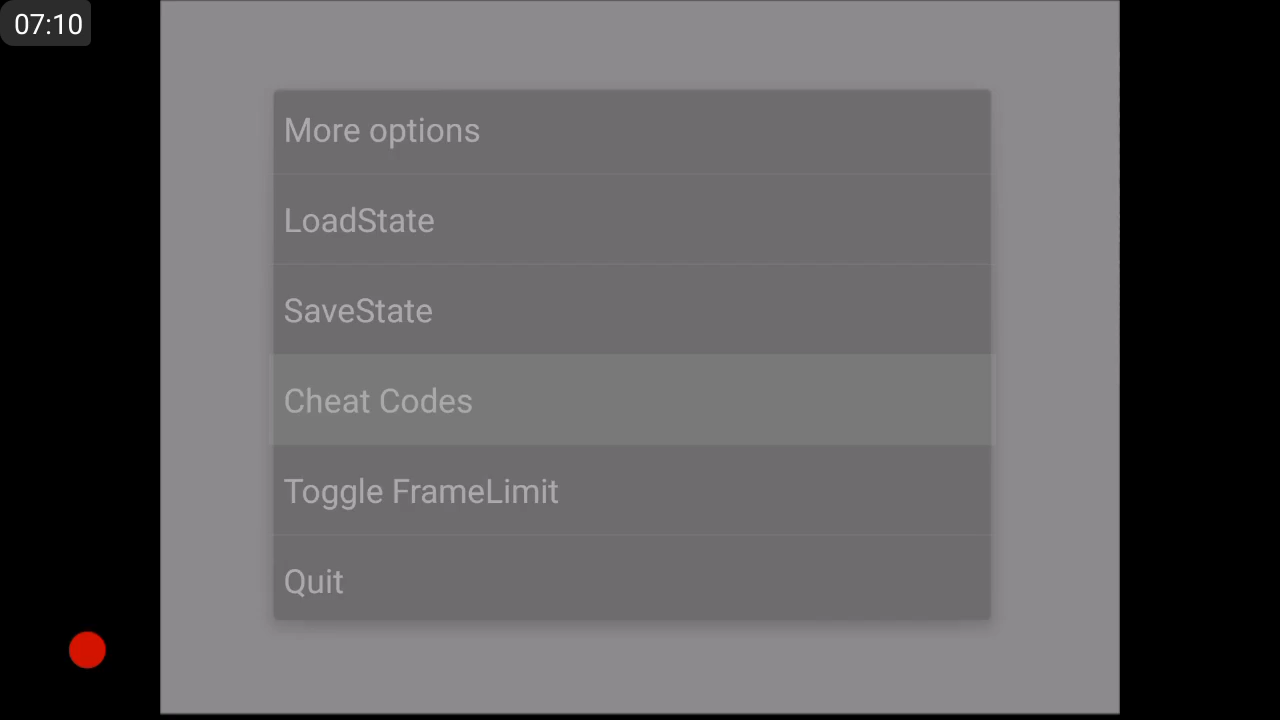 07:10
More options
LoadState
SaveState
Cheat Codes
Toggle FrameLimit
Quit